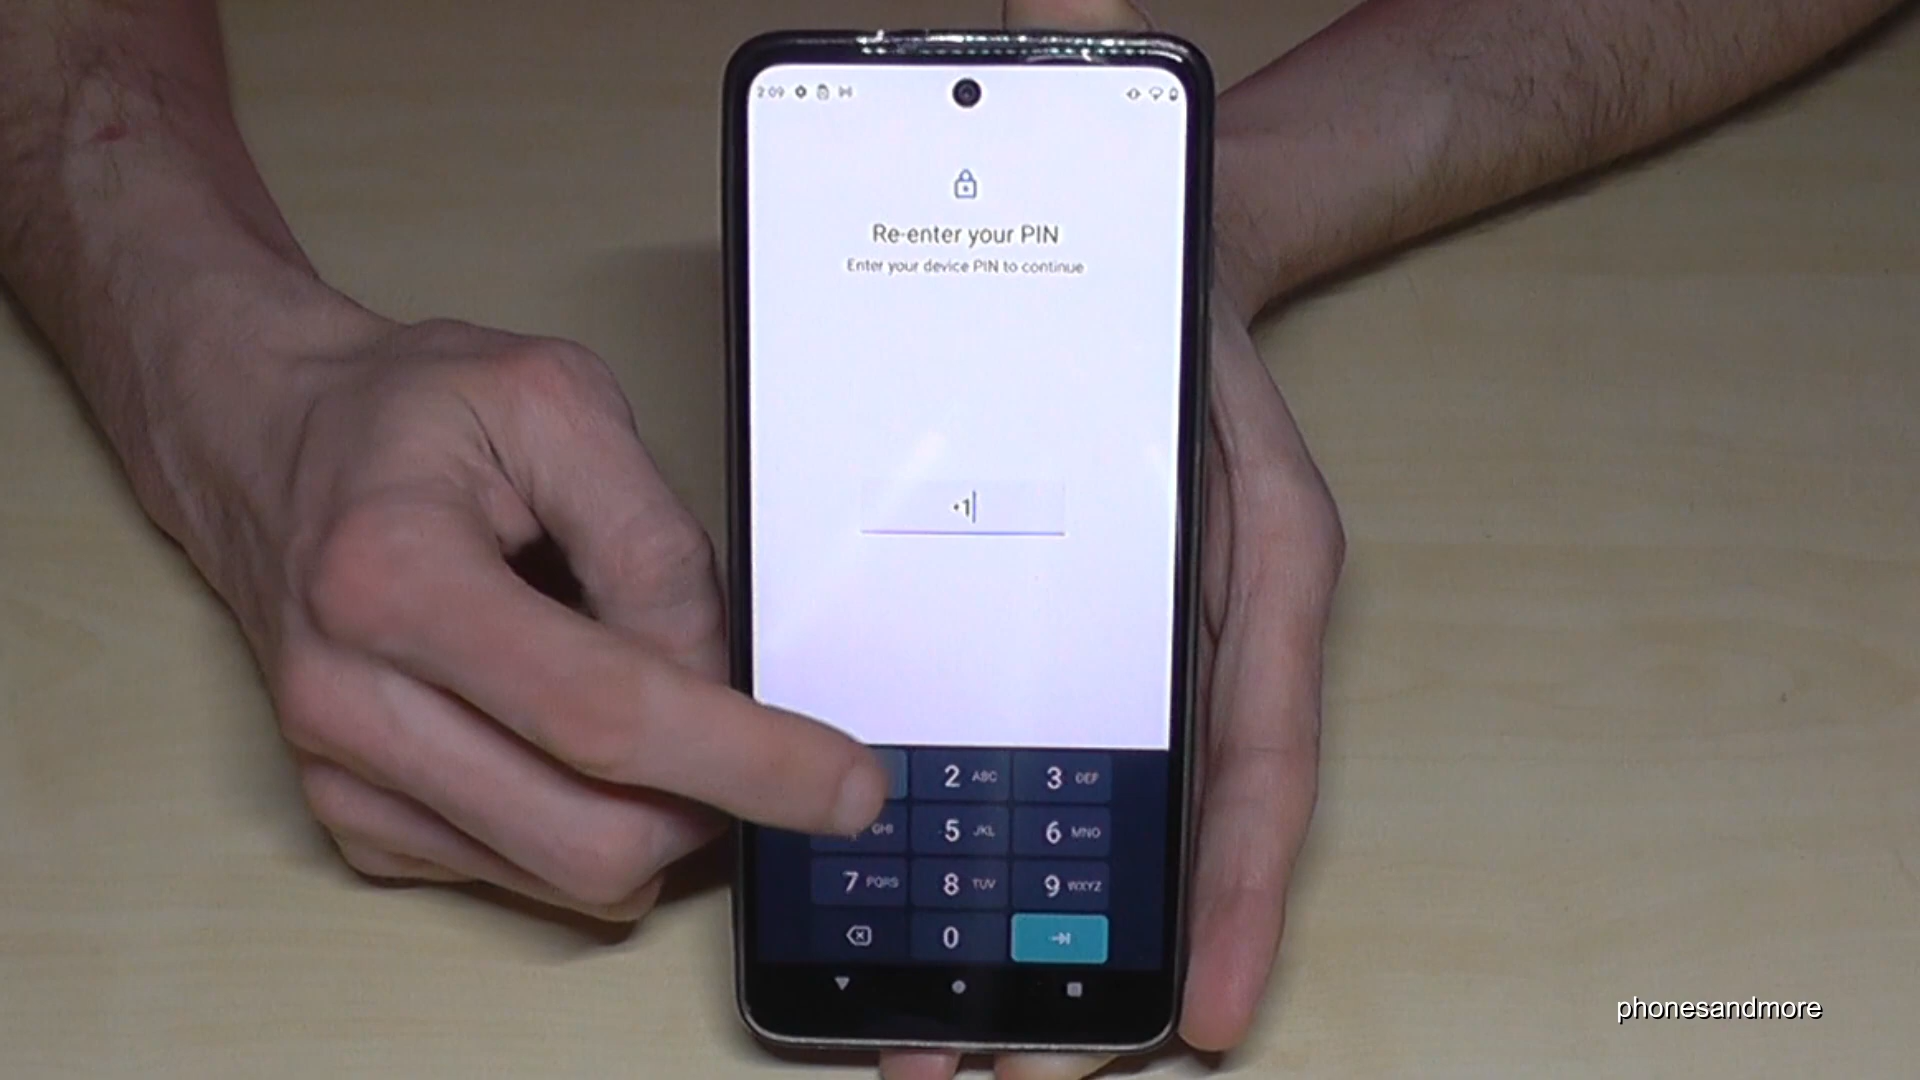 2:09
Re-enter your PIN
Enter your device PIN to continue
•1
2 ABC 3 DEF
GHI 5 JKL 6 MNO
7 PQRS 8 TUV 9 WXYZ
0
phonesandmore